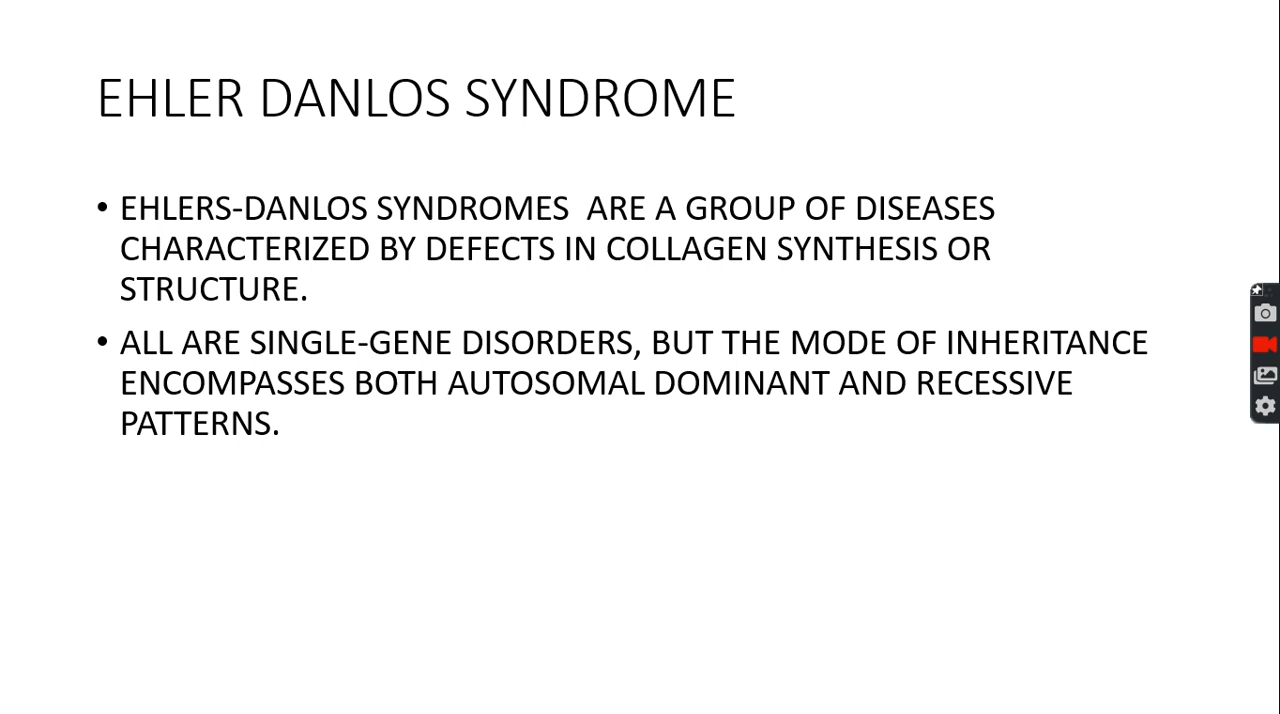 EHLER DANLOS SYNDROME
• EHLERS-DANLOS SYNDROMES  ARE A GROUP OF DISEASES
CHARACTERIZED BY DEFECTS IN COLLAGEN SYNTHESIS OR
STRUCTURE.
• ALL ARE SINGLE-GENE DISORDERS, BUT THE MODE OF INHERITANCE
ENCOMPASSES BOTH AUTOSOMAL DOMINANT AND RECESSIVE
PATTERNS.